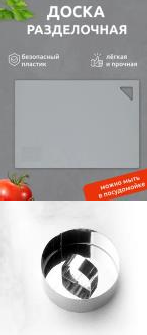 ДОСКА
РАЗДЕЛОЧНАЯ
безопасный
пластик
лёгкая
и прочная
можно мыть
в посудомойке